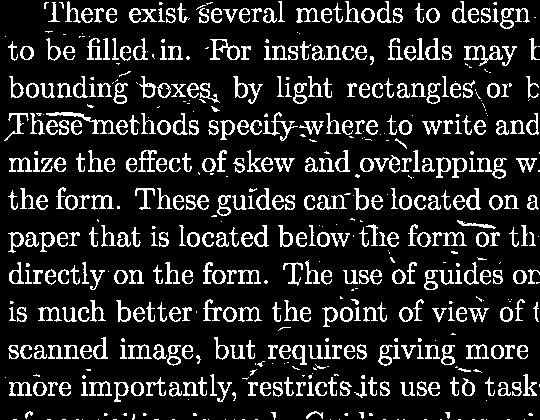 There exist several methods to design
to be filled in. For instance, fields may
bounding boxes, by light rectangles or
These methods specify where to write and
mize the effect of skew and overlapping
the form. These guides can be located on a
paper that is located below the form or
directly on the form. The use of guides on
is much better from the point of view of
scanned image, but requires giving more
more importantly, restricts its use to